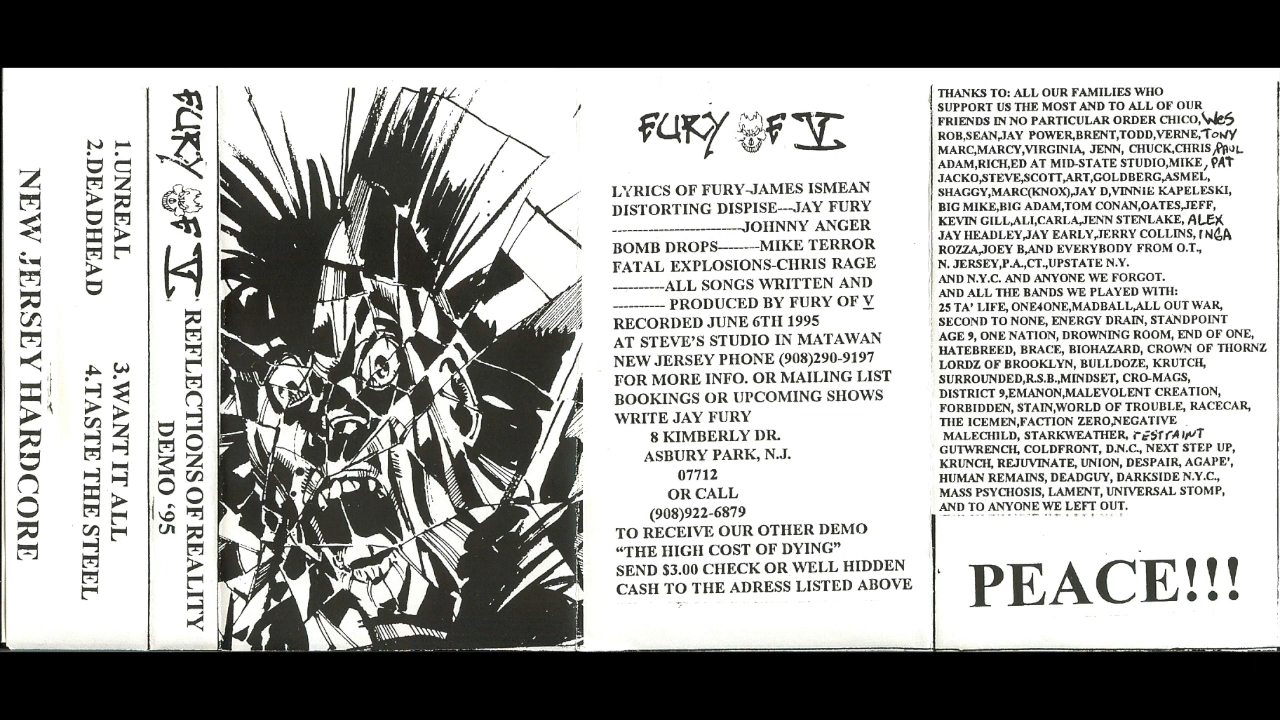 NEW JERSEY HARDCORE
1.UNREAL
2.DEADHEAD
3.WANT IT ALL
4.TASTE THE STEEL
FURY OF V REFLECTIONS OF REALITY
DEMO '95
FURY OF V
LYRICS OF FURY-JAMES ISMEAN
DISTORTING DISPISE---JAY FURY
------------------------JOHNNY ANGER
BOMB DROPS-------MIKE TERROR
FATAL EXPLOSIONS-CHRIS RAGE
----------ALL SONGS WRITTEN AND
---------- PRODUCED BY FURY OF V
RECORDED JUNE 6TH 1995
AT STEVE'S STUDIO IN MATAWAN
NEW JERSEY PHONE (908)290-9197
FOR MORE INFO. OR MAILING LIST
BOOKINGS OR UPCOMING SHOWS
WRITE JAY FURY
8 KIMBERLY DR.
ASBURY PARK, N.J.
07712
OR CALL
(908)922-6879
TO RECEIVE OUR OTHER DEMO
“THE HIGH COST OF DYING”
SEND $3.00 CHECK OR WELL HIDDEN
CASH TO THE ADRESS LISTED ABOVE
THANKS TO: ALL OUR FAMILIES WHO
SUPPORT US THE MOST AND TO ALL OF OUR
FRIENDS IN NO PARTICULAR ORDER CHICO, WES
ROB,SEAN,JAY POWER,BRENT,TODD,VERNE,TONY
MARC,MARCY,VIRGINIA, JENN, CHUCK,CHRIS,PAUL
ADAM,RICH,ED AT MID-STATE STUDIO,MIKE, PAT
JACKO,STEVE,SCOTT,ART,GOLDBERG,ASMEL,
SHAGGY,MARC(KNOX),JAY D,VINNIE KAPELESKI,
BIG MIKE,BIG ADAM,TOM CONAN,OATES,JEFF,
KEVIN GILL,ALI,CARLA,JENN STENLAKE, ALEX
JAY HEADLEY,JAY EARLY,JERRY COLLINS, INGA
ROZZA,JOEY B,AND EVERYBODY FROM O.T.,
N. JERSEY,P.A.,CT.,UPSTATE N.Y.
AND N.Y.C. AND ANYONE WE FORGOT.
AND ALL THE BANDS WE PLAYED WITH:
25 TA' LIFE, ONE4ONE,MADBALL,ALL OUT WAR,
SECOND TO NONE, ENERGY DRAIN, STANDPOINT
AGE 9, ONE NATION, DROWNING ROOM, END OF ONE,
HATEBREED, BRACE, BIOHAZARD, CROWN OF THORNZ
LORDZ OF BROOKLYN, BULLDOZE, KRUTCH,
SURROUNDED,R.S.B.,MINDSET, CRO-MAGS,
DISTRICT 9,EMANON,MALEVOLENT CREATION,
FORBIDDEN, STAIN,WORLD OF TROUBLE, RACECAR,
THE ICEMEN,FACTION ZERO,NEGATIVE
MALECHILD, STARKWEATHER, RESTRAINT
GUTWRENCH, COLDFRONT, D.N.C., NEXT STEP UP,
KRUNCH, REJUVINATE, UNION, DESPAIR, AGAPE',
HUMAN REMAINS, DEADGUY, DARKSIDE N.Y.C.,
MASS PSYCHOSIS, LAMENT, UNIVERSAL STOMP,
AND TO ANYONE WE LEFT OUT.
PEACE!!!